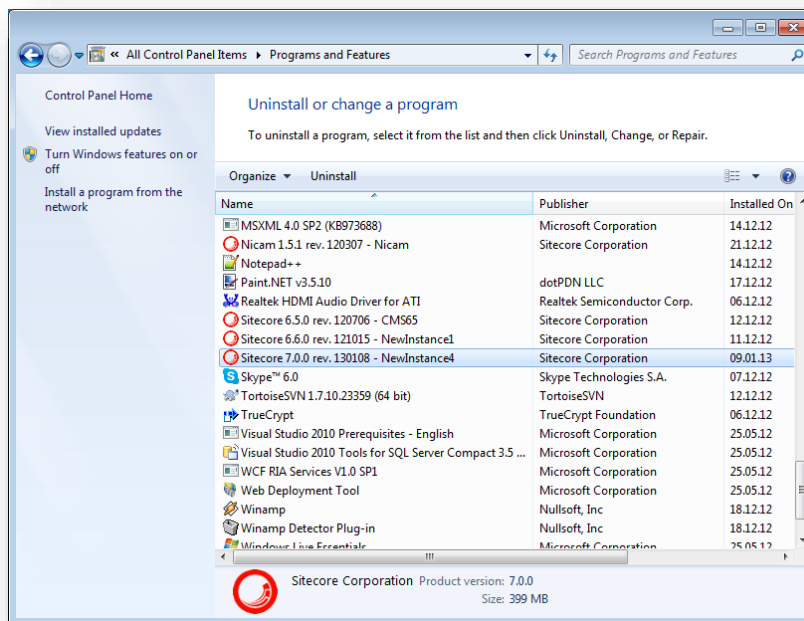 « All Control Panel Items ▸ Programs and Features
Search Programs and Features
Control Panel Home
View installed updates
Turn Windows features on or
off
Install a program from the
network
Uninstall or change a program
To uninstall a program, select it from the list and then click Uninstall, Change, or Repair.
Organize Uninstall
Name Publisher Installed On
MSXML 4.0 SP2 (KB973688) Microsoft Corporation 14.12.12
Nicam 1.5.1 rev. 120307 - Nicam Sitecore Corporation 21.12.12
Notepad++ 14.12.12
Paint.NET v3.5.10 dotPDN LLC 17.12.12
Realtek HDMI Audio Driver for ATI Realtek Semiconductor Corp. 06.12.12
Sitecore 6.5.0 rev. 120706 - CMS65 Sitecore Corporation 12.12.12
Sitecore 6.6.0 rev. 121015 - NewInstance1 Sitecore Corporation 11.12.12
Sitecore 7.0.0 rev. 130108 - NewInstance4 Sitecore Corporation 09.01.13
Skype™ 6.0 Skype Technologies S.A. 07.12.12
TortoiseSVN 1.7.10.23359 (64 bit) TortoiseSVN 12.12.12
TrueCrypt TrueCrypt Foundation 06.12.12
Visual Studio 2010 Prerequisites - English Microsoft Corporation 25.05.12
Visual Studio 2010 Tools for SQL Server Compact 3.5 ... Microsoft Corporation 25.05.12
WCF RIA Services V1.0 SP1 Microsoft Corporation 25.05.12
Web Deployment Tool Microsoft Corporation 25.05.12
Winamp Nullsoft, Inc 18.12.12
Winamp Detector Plug-in Nullsoft, Inc 18.12.12
Windows Live Essentials Microsoft Corporation 25.05.12
Sitecore Corporation Product version: 7.0.0
Size: 399 MB